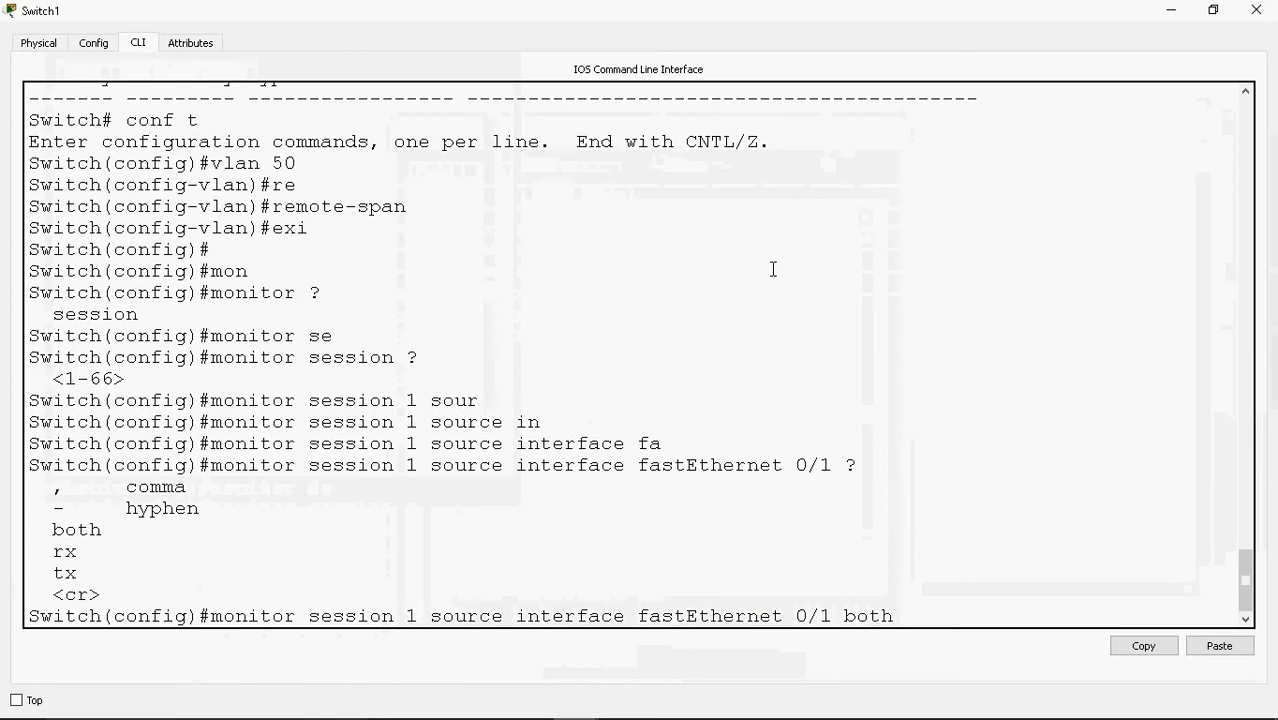 Switch1
Physical Config CLI Attributes
IOS Command Line Interface
------- --------- ----------------- ------------------------------------------
Switch# conf t
Enter configuration commands, one per line. End with CNTL/Z.
Switch(config)#vlan 50
Switch(config-vlan)#re
Switch(config-vlan)#remote-span
Switch(config-vlan)#exi
Switch(config)#
Switch(config)#mon
Switch(config)#monitor ?
session
Switch(config)#monitor se
Switch(config)#monitor session ?
<1-66>
Switch(config)#monitor session 1 sour
Switch(config)#monitor session 1 source in
Switch(config)#monitor session 1 source interface fa
Switch(config)#monitor session 1 source interface fastEthernet 0/1 ?
, comma
- hyphen
both
rx
tx
<cr>
Switch(config)#monitor session 1 source interface fastEthernet 0/1 both
Copy Paste
Top